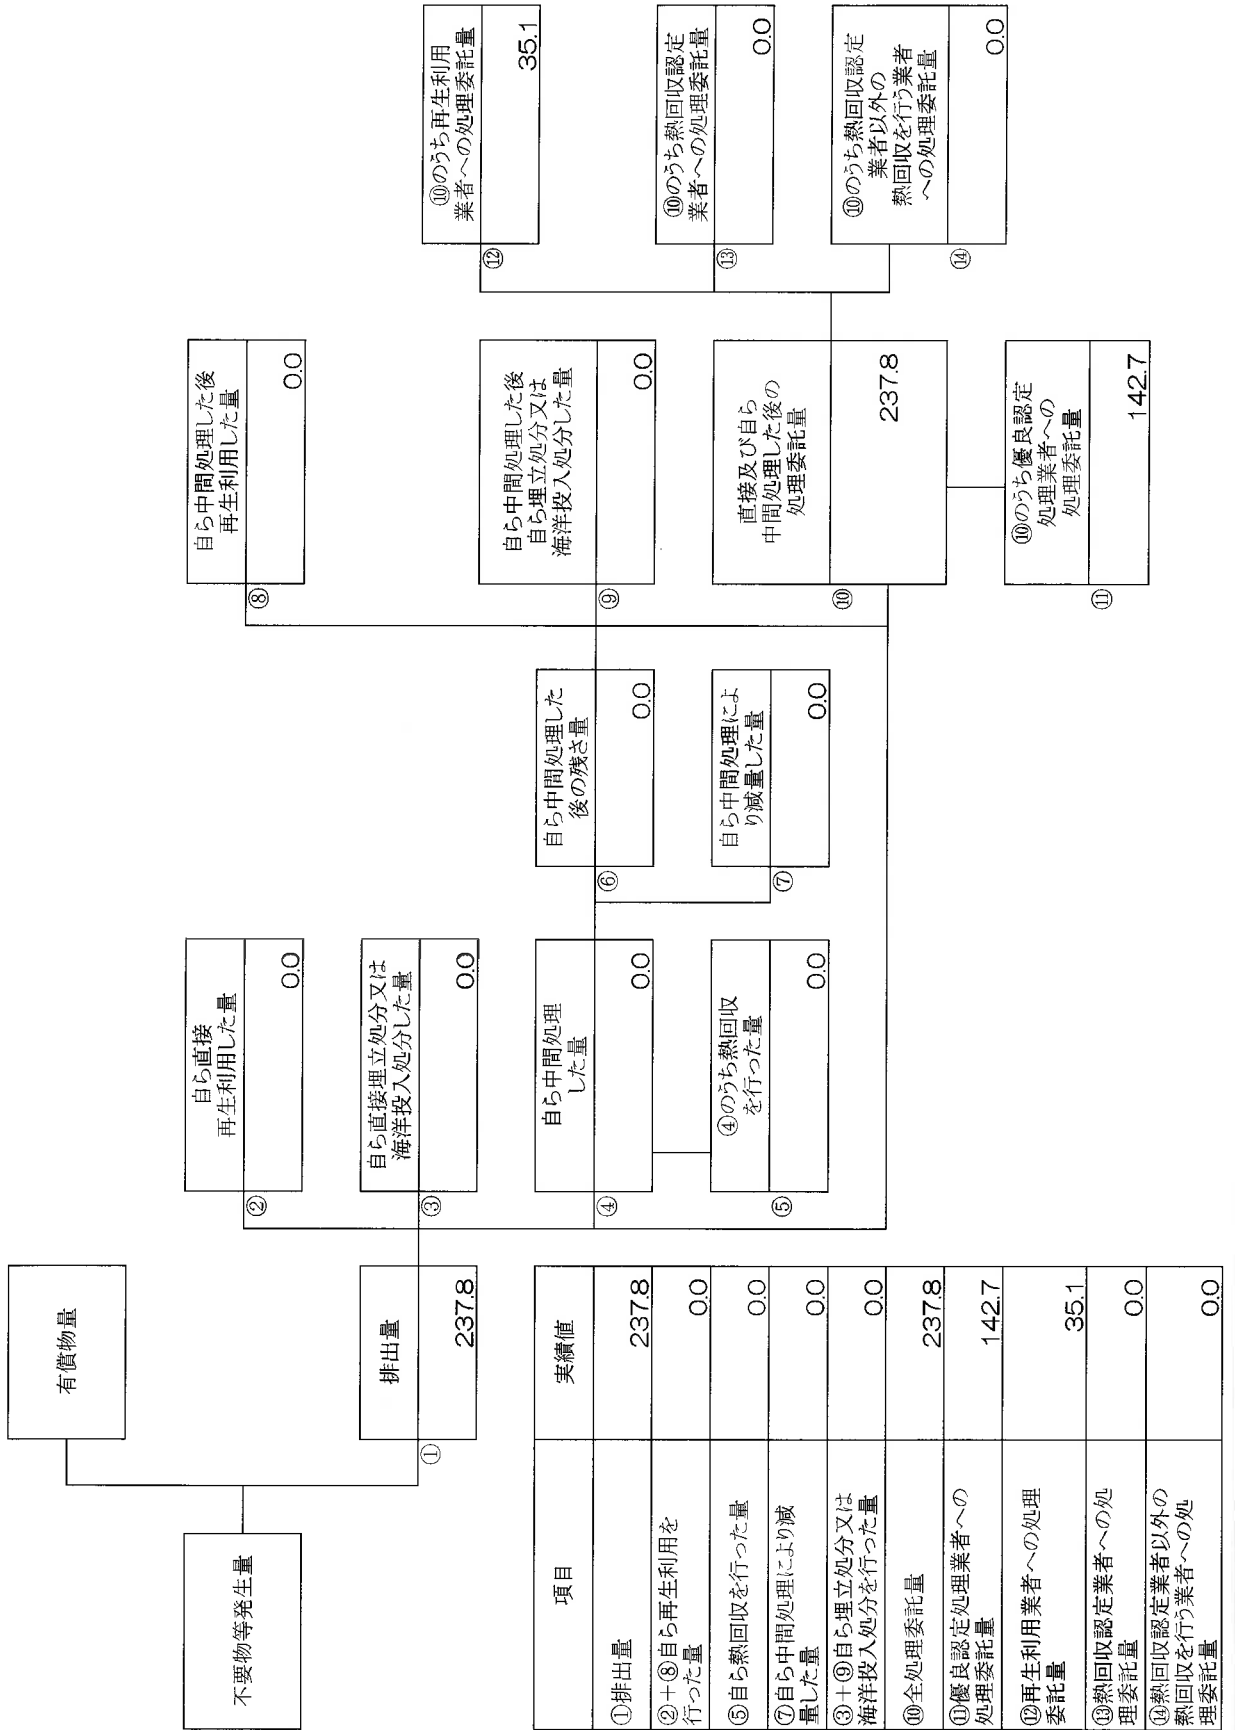 不要物等発生量
有償物量
①
排出量
237.8
②
自ら直接
再生利用した量
0.0
③
自ら直接埋立処分又は
海洋投入処分した量
0.0
④
自ら中間処理
した量
0.0
⑤
④のうち熱回収
を行った量
0.0
⑥
自ら中間処理した
後の残さ量
0.0
⑦
自ら中間処理によ
り減量した量
0.0
⑧
自ら中間処理した後
再生利用した量
0.0
⑨
自ら中間処理した後
自ら埋立処分又は
海洋投入処分した量
0.0
⑩
直接及び自ら
中間処理した後の
処理委託量
237.8
⑪
⑩のうち優良認定
処理業者への
処理委託量
142.7
⑫
⑩のうち再生利用
業者への処理委託量
35.1
⑬
⑩のうち熱回収認定
業者への処理委託量
0.0
⑭
⑩のうち熱回収認定
業者以外の
熱回収を行う業者
への処理委託量
0.0
項目
実績値
①排出量
237.8
②+⑧自ら再生利用を
行った量
0.0
⑤自ら熱回収を行った量
0.0
⑦自ら中間処理により減
量した量
0.0
③+⑨自ら埋立処分又は
海洋投入処分を行った量
0.0
⑩全処理委託量
237.8
⑪優良認定処理業者への
処理委託量
142.7
⑫再生利用業者への処理
委託量
35.1
⑬熱回収認定業者への処
理委託量
0.0
⑭熱回収認定業者以外の
熱回収を行う業者への処
理委託量
0.0